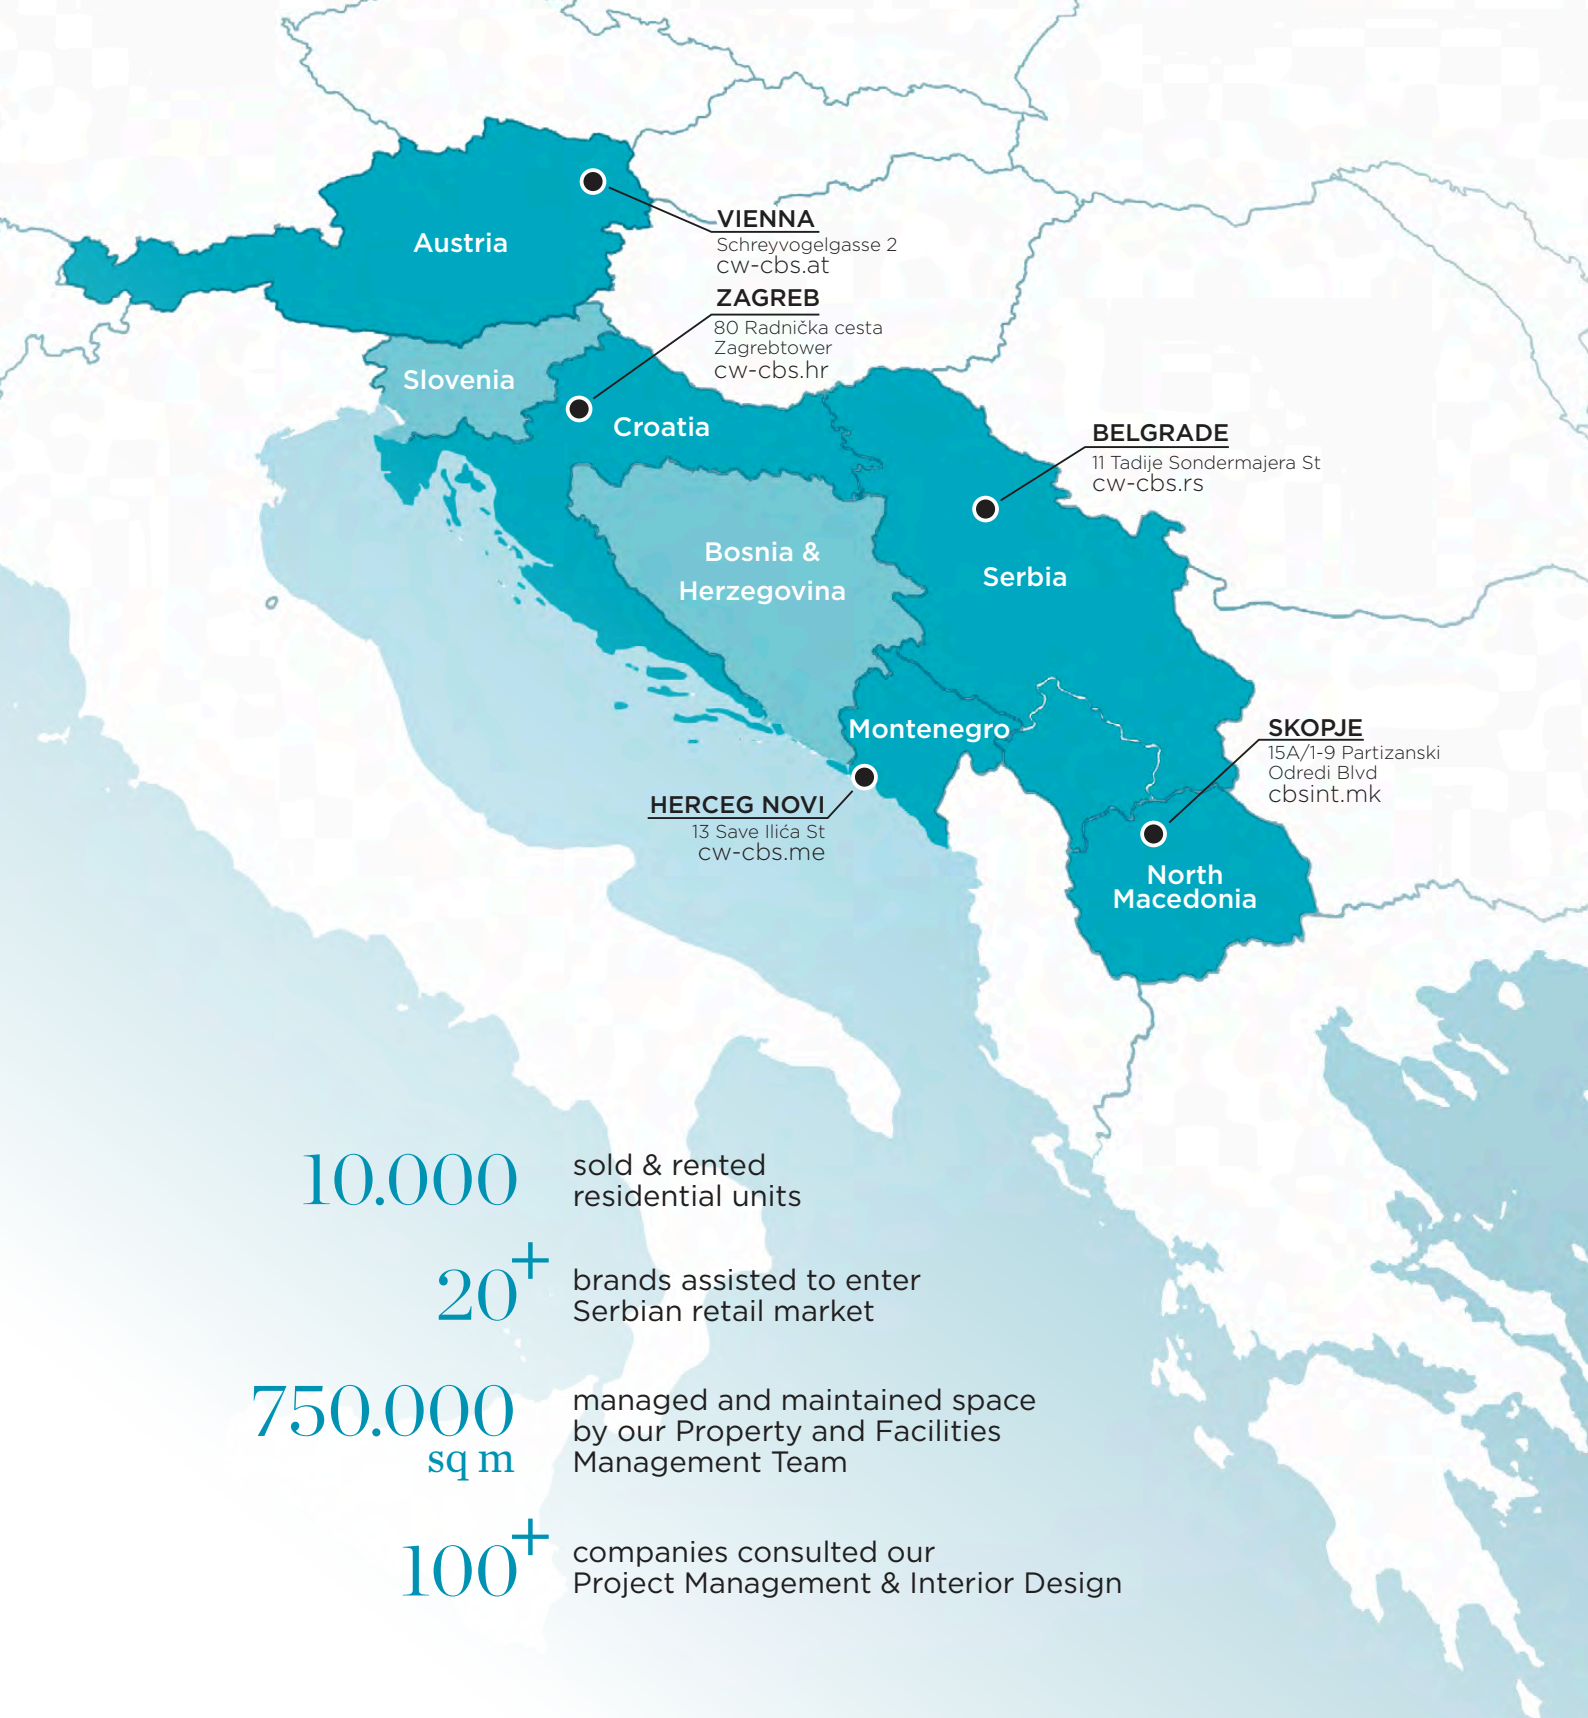 Austria
VIENNA
Schreyvogelgasse 2
cw-cbs.at
ZAGREB
80 Radnička cesta
Zagrebtower
cw-cbs.hr
Slovenia
Croatia
BELGRADE
11 Tadije Sondermajera St
cw-cbs.rs
Bosnia &
Herzegovina
Serbia
Montenegro
SKOPJE
15A/1-9 Partizanski
Odredi Blvd
cbsint.mk
HERCEG NOVI
13 Save Ilića St
cw-cbs.me
North
Macedonia
10.000
sold & rented
residential units
20+
brands assisted to enter
Serbian retail market
750.000
sq m
managed and maintained space
by our Property and Facilities
Management Team
100+
companies consulted our
Project Management & Interior Design